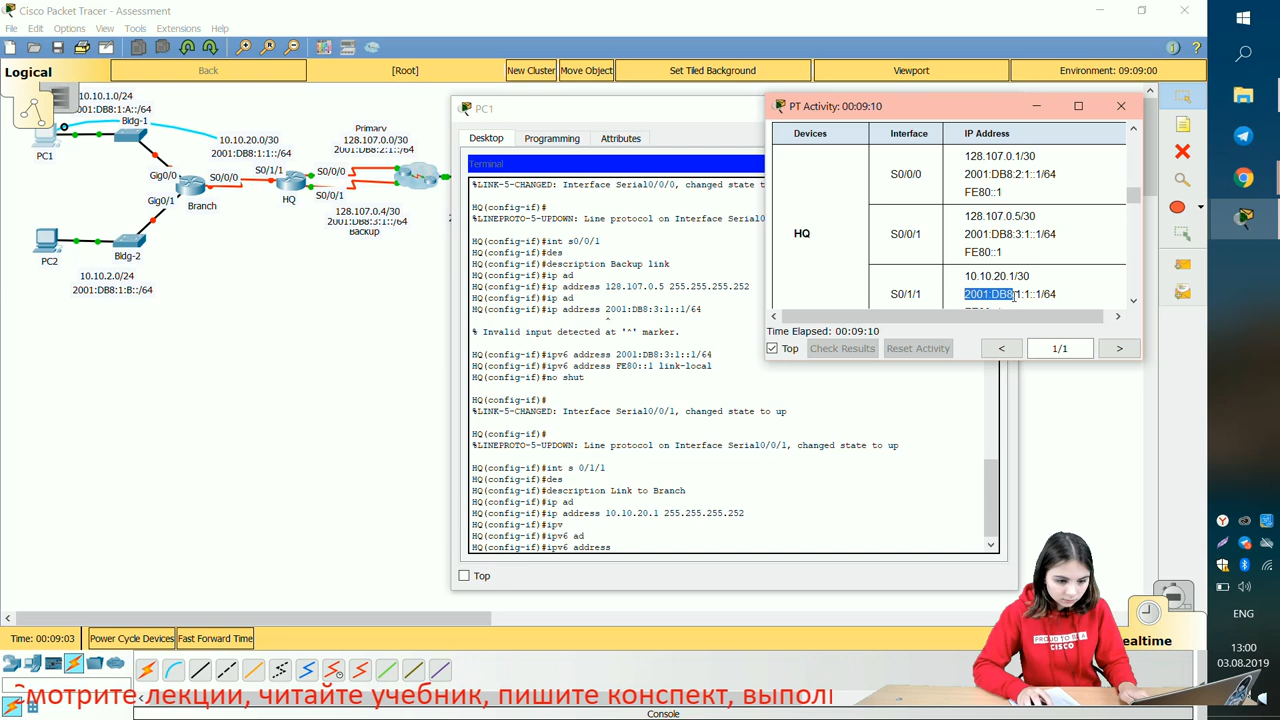 Cisco Packet Tracer - Assessment
File Edit Options View Tools Extensions Help
Logical
Back
[Root]
New Cluster
Move Object
Set Tiled Background
Viewport
Environment: 09:09:00
10.10.1.0/24
2001:DB8:1:A::/64
Bldg-1
PC1
10.10.20.0/30
2001:DB8:1:1::/64
Primary
128.107.0.0/30
2001:DB8:2:1::/64
Gig0/0
S0/0/0
S0/1/1
S0/0/0
S0/0/1
Branch
HQ
Gig0/1
128.107.0.4/30
2001:DB8:3:1::/64
Backup
PC2
Bldg-2
10.10.2.0/24
2001:DB8:1:B::/64
PC1
Desktop Programming Attributes
Terminal
%LINK-5-CHANGED: Interface Serial0/0/0, changed state t
HQ(config-if)#
%LINEPROTO-5-UPDOWN: Line protocol on Interface Serial0
HQ(config-if)#int s0/0/1
HQ(config-if)#des
HQ(config-if)#description Backup link
HQ(config-if)#ip ad
HQ(config-if)#ip address 128.107.0.5 255.255.255.252
HQ(config-if)#ip ad
HQ(config-if)#ip address 2001:DB8:3:1::1/64
^
% Invalid input detected at '^' marker.
HQ(config-if)#ipv6 address 2001:DB8:3:1::1/64
HQ(config-if)#ipv6 address FE80::1 link-local
HQ(config-if)#no shut
HQ(config-if)#
%LINK-5-CHANGED: Interface Serial0/0/1, changed state to up
HQ(config-if)#
%LINEPROTO-5-UPDOWN: Line protocol on Interface Serial0/0/1, changed state to up
HQ(config-if)#int s 0/1/1
HQ(config-if)#des
HQ(config-if)#description Link to Branch
HQ(config-if)#ip ad
HQ(config-if)#ip address 10.10.20.1 255.255.255.252
HQ(config-if)#ipv
HQ(config-if)#ipv6 ad
HQ(config-if)#ipv6 address
Top
PT Activity: 00:09:10
Devices Interface IP Address
128.107.0.1/30
S0/0/0 2001:DB8:2:1::1/64
FE80::1
128.107.0.5/30
HQ S0/0/1 2001:DB8:3:1::1/64
FE80::1
10.10.20.1/30
S0/1/1 2001:DB8:1:1::1/64
Time Elapsed: 00:09:10
Top Check Results Reset Activity < 1/1 >
PROUD TO BE A
CISCO
Time: 00:09:03 Power Cycle Devices Fast Forward Time
ealtime
Смотрите лекции, читайте учебник, пишите конспект, выполн
Console
ENG
13:00
03.08.2019